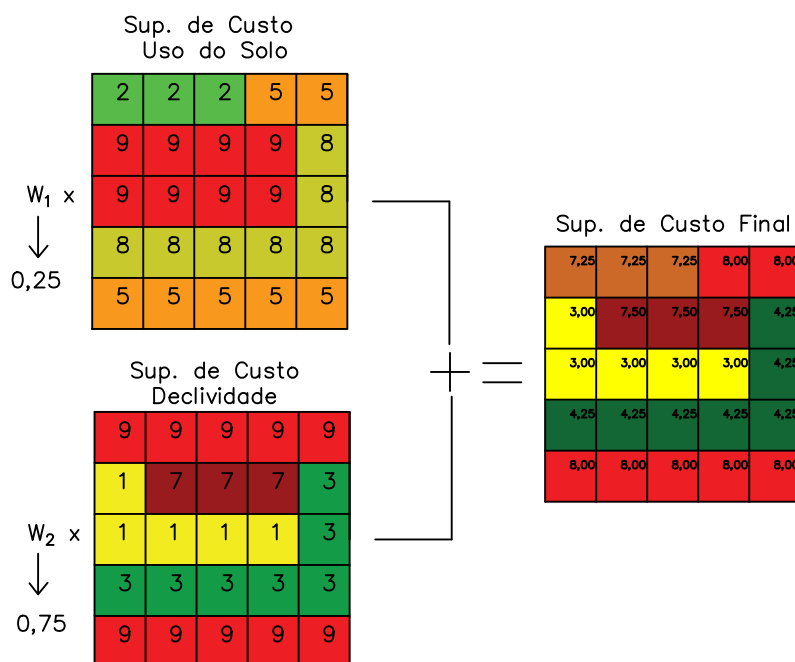 Sup. de Custo
Uso do Solo
2 2 2 5 5
9 9 9 9 8
9 9 9 9 8
8 8 8 8 8
5 5 5 5 5
W₁ x
0,25
Sup. de Custo
Declividade
9 9 9 9 9
1 7 7 7 3
1 1 1 1 3
3 3 3 3 3
9 9 9 9 9
W₂ x
0,75
+ =
Sup. de Custo Final
7,25 7,25 7,25 8,00 8,00
3,00 7,50 7,50 7,50 4,25
3,00 3,00 3,00 3,00 4,25
4,25 4,25 4,25 4,25 4,25
8,00 8,00 8,00 8,00 8,00